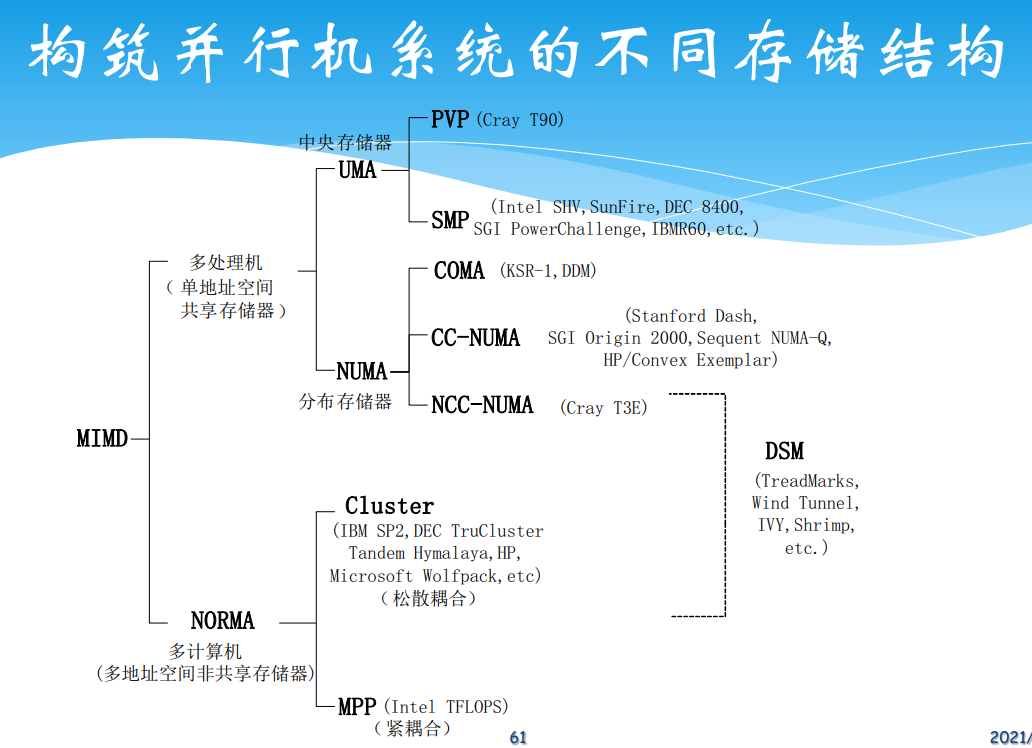 构筑并行机系统的不同存储结构
PVP (Cray T90)
中央存储器
UMA
(Intel SHV,SunFire,DEC 8400,
SMP
SGI PowerChallenge,IBMR60,etc.)
多处理机
(单地址空间
共享存储器)
COMA (KSR-1,DDM)
(Stanford Dash,
CC-NUMA
SGI Origin 2000,Sequent NUMA-Q,
HP/Convex Exemplar)
NUMA
分布存储器
NCC-NUMA (Cray T3E)
MIMD
DSM
(TreadMarks,
Wind Tunnel,
IVY,Shrimp,
etc.)
Cluster
(IBM SP2,DEC TruCluster
Tandem Hymalaya,HP,
Microsoft Wolfpack,etc)
(松散耦合)
NORMA
多计算机
(多地址空间非共享存储器)
MPP (Intel TFLOPS)
(紧耦合)
61
2021/